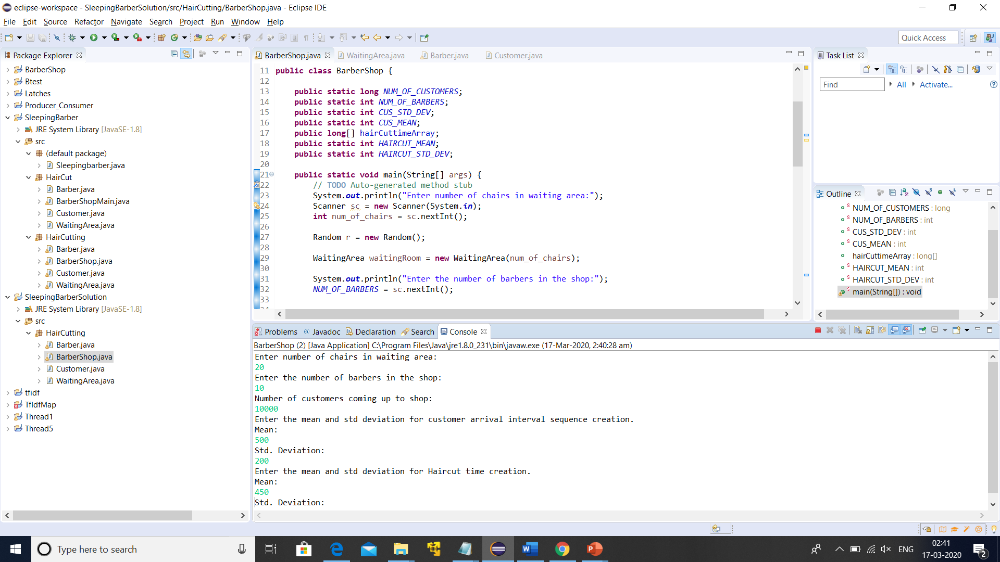 eclipse-workspace - SleepingBarberSolution/src/HairCutting/BarberShop.java - Eclipse IDE
File Edit Source Refactor Navigate Search Project Run Window Help
Quick Access
Package Explorer
BarberShop
Btest
Latches
Producer_Consumer
SleepingBarber
JRE System Library [JavaSE-1.8]
src
(default package)
Sleepingbarber.java
HairCut
Barber.java
BarberShopMain.java
Customer.java
WaitingArea.java
HairCutting
Barber.java
BarberShop.java
Customer.java
WaitingArea.java
SleepingBarberSolution
JRE System Library [JavaSE-1.8]
src
HairCutting
Barber.java
BarberShop.java
Customer.java
WaitingArea.java
tfidf
TfIdfMap
Thread1
Thread5
BarberShop.java WaitingArea.java Barber.java Customer.java
11 public class BarberShop {
12
13 public static long NUM_OF_CUSTOMERS;
14 public static int NUM_OF_BARBERS;
15 public static int CUS_STD_DEV;
16 public static int CUS_MEAN;
17 public long[] hairCuttimeArray;
18 public static int HAIRCUT_MEAN;
19 public static int HAIRCUT_STD_DEV;
20
21 public static void main(String[] args) {
22 // TODO Auto-generated method stub
23 System.out.println("Enter number of chairs in waiting area:");
24 Scanner sc = new Scanner(System.in);
25 int num_of_chairs = sc.nextInt();
26
27 Random r = new Random();
28
29 WaitingArea waitingRoom = new WaitingArea(num_of_chairs);
30
31 System.out.println("Enter the number of barbers in the shop:");
32 NUM_OF_BARBERS = sc.nextInt();
33
Task List
Find All Activate...
Outline
NUM_OF_CUSTOMERS : long
NUM_OF_BARBERS : int
CUS_STD_DEV : int
CUS_MEAN : int
hairCuttimeArray : long[]
HAIRCUT_MEAN : int
HAIRCUT_STD_DEV : int
main(String[]) : void
Problems @ Javadoc Declaration Search Console
BarberShop (2) [Java Application] C:\Program Files\Java\jre1.8.0_231\bin\javaw.exe (17-Mar-2020, 2:40:28 am)
Enter number of chairs in waiting area:
20
Enter the number of barbers in the shop:
10
Number of customers coming up to shop:
10000
Enter the mean and std deviation for customer arrival interval sequence creation.
Mean:
500
Std. Deviation:
200
Enter the mean and std deviation for Haircut time creation.
Mean:
450
Std. Deviation:
Type here to search
ENG
02:41
17-03-2020
2